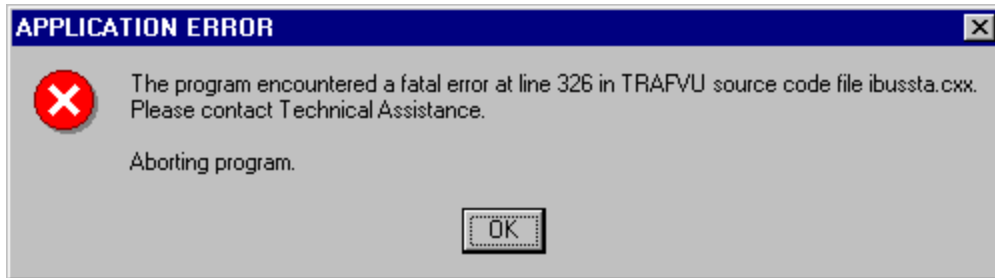 APPLICATION ERROR
The program encountered a fatal error at line 326 in TRAFVU source code file ibussta.cxx.
Please contact Technical Assistance.
Aborting program.
OK